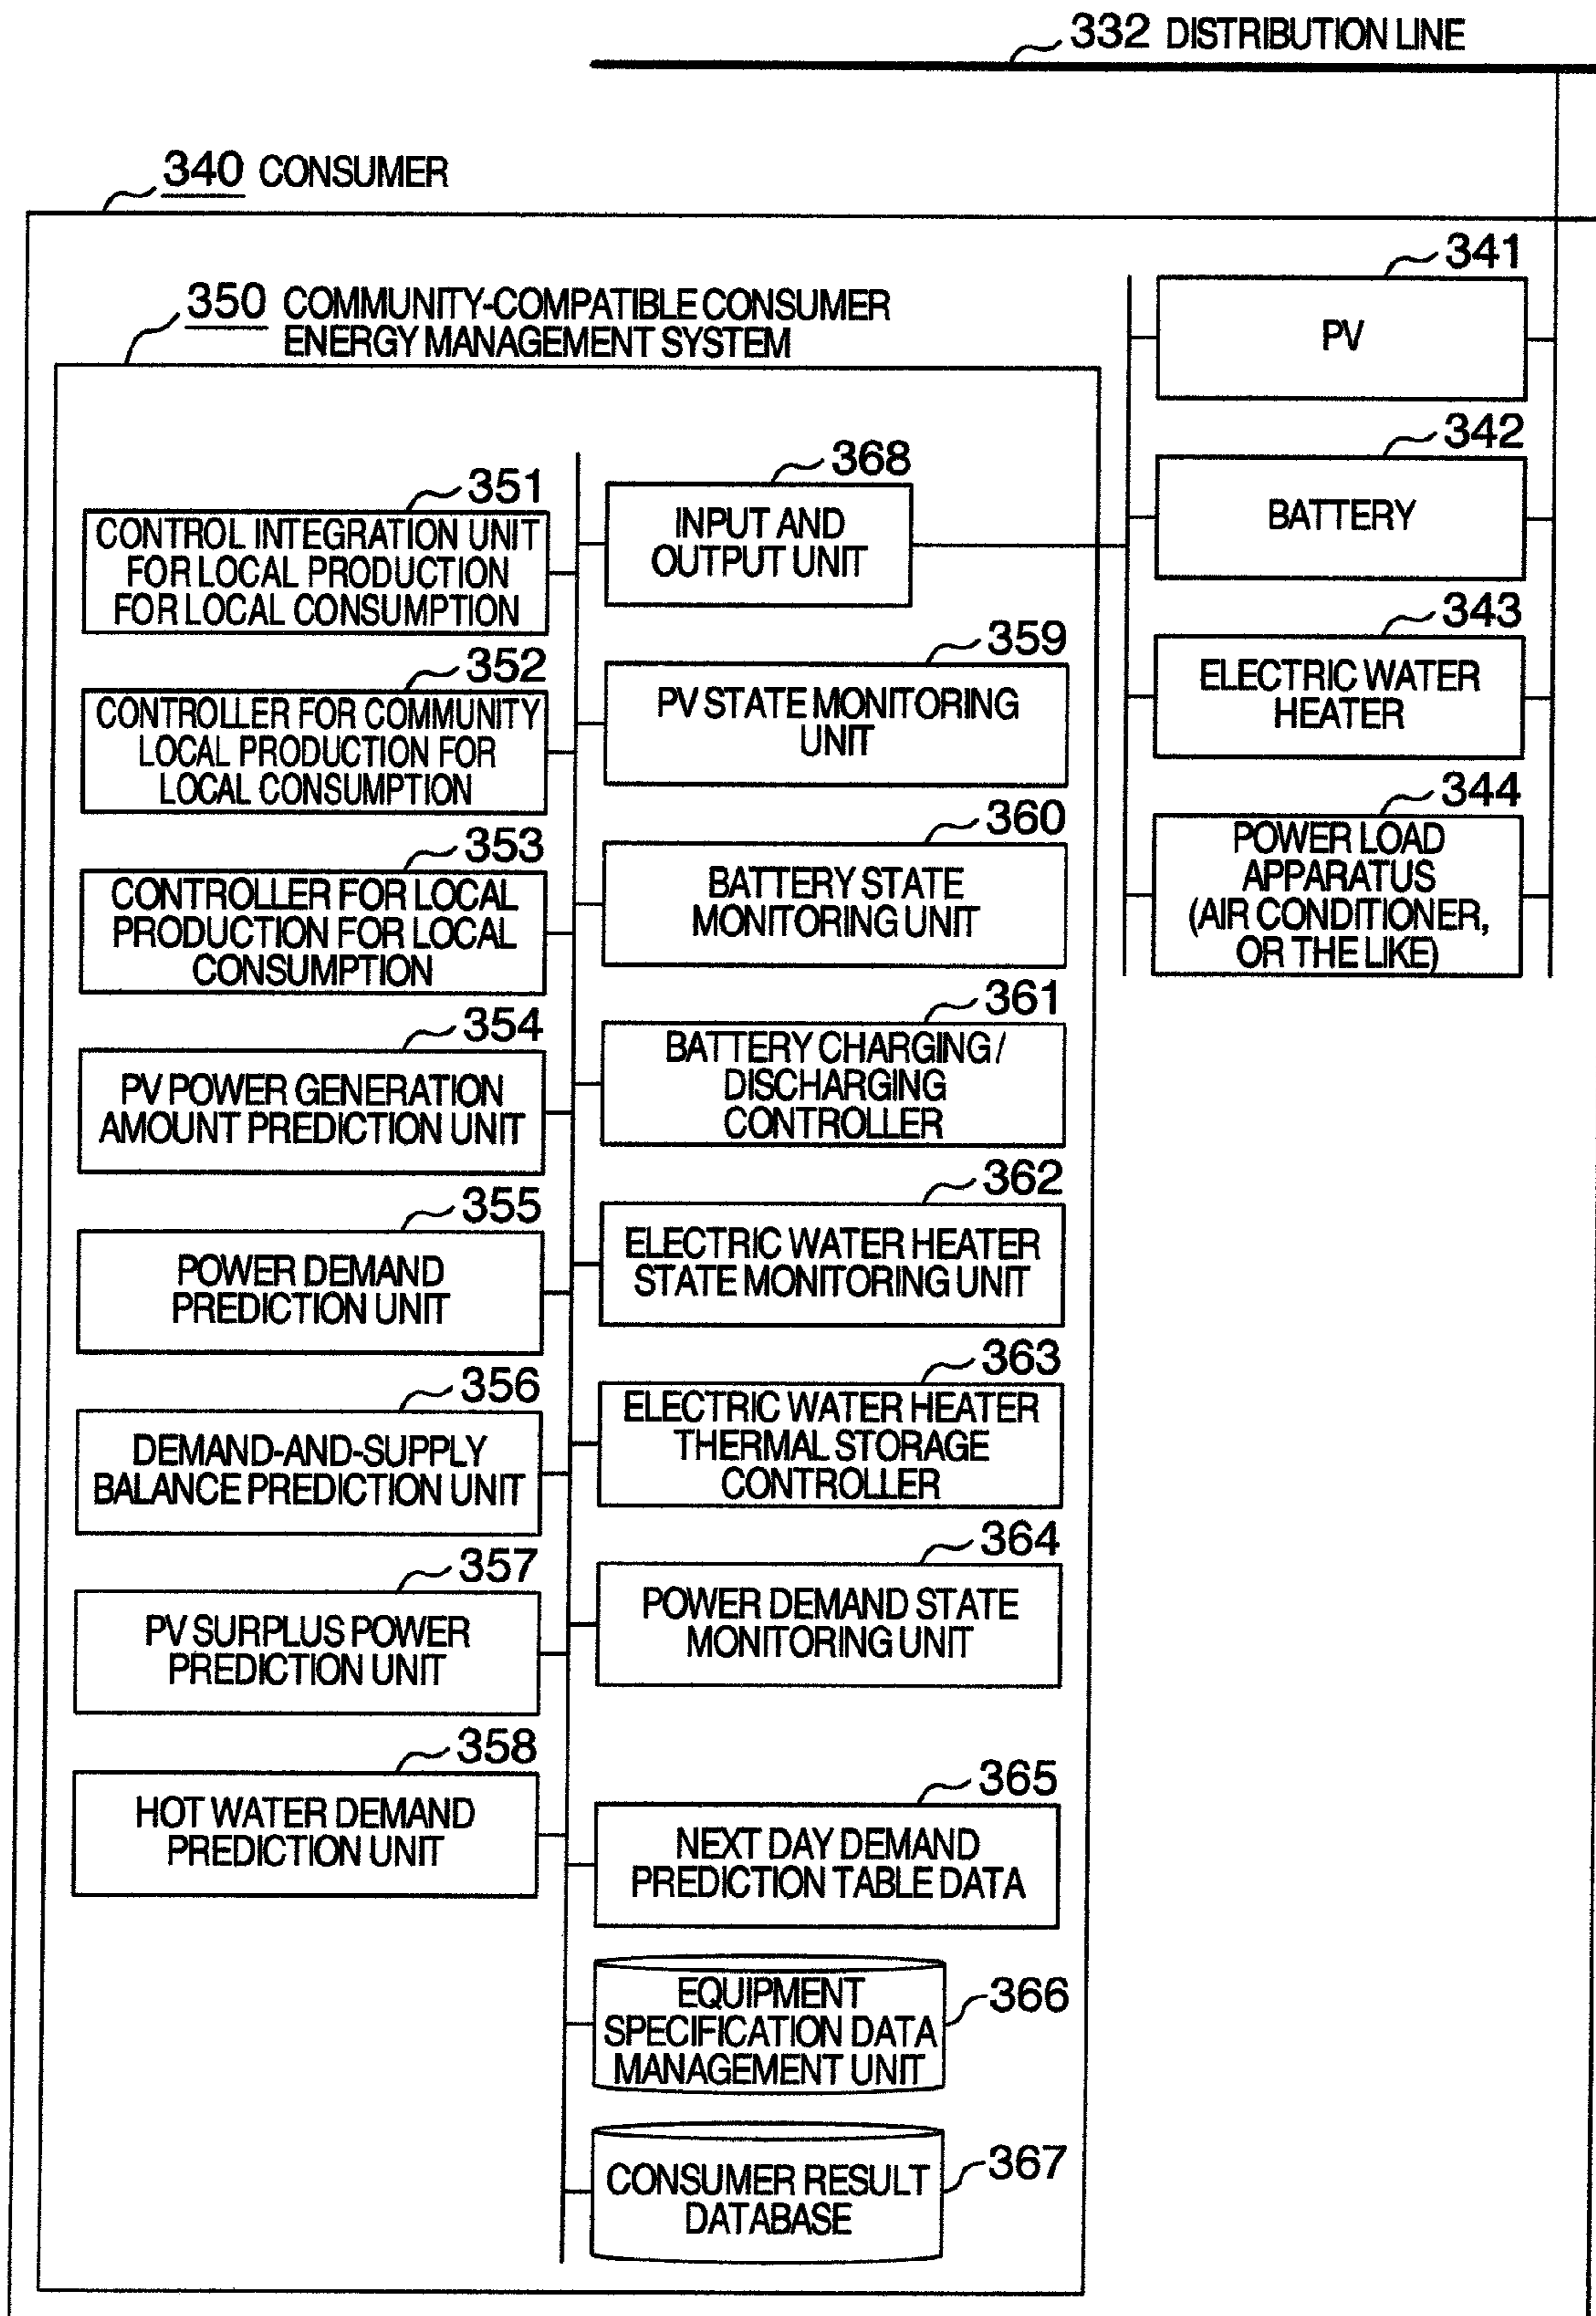 332 DISTRIBUTION LINE
340 CONSUMER
350 COMMUNITY-COMPATIBLE CONSUMER
ENERGY MANAGEMENT SYSTEM
351
CONTROL INTEGRATION UNIT
FOR LOCAL PRODUCTION
FOR LOCAL CONSUMPTION
352
CONTROLLER FOR COMMUNITY
LOCAL PRODUCTION FOR
LOCAL CONSUMPTION
353
CONTROLLER FOR LOCAL
PRODUCTION FOR LOCAL
CONSUMPTION
354
PV POWER GENERATION
AMOUNT PREDICTION UNIT
355
POWER DEMAND
PREDICTION UNIT
356
DEMAND-AND-SUPPLY
BALANCE PREDICTION UNIT
357
PV SURPLUS POWER
PREDICTION UNIT
358
HOT WATER DEMAND
PREDICTION UNIT
368
INPUT AND
OUTPUT UNIT
359
PV STATE MONITORING
UNIT
360
BATTERY STATE
MONITORING UNIT
361
BATTERY CHARGING/
DISCHARGING
CONTROLLER
362
ELECTRIC WATER HEATER
STATE MONITORING UNIT
363
ELECTRIC WATER HEATER
THERMAL STORAGE
CONTROLLER
364
POWER DEMAND STATE
MONITORING UNIT
365
NEXT DAY DEMAND
PREDICTION TABLE DATA
366
EQUIPMENT
SPECIFICATION DATA
MANAGEMENT UNIT
367
CONSUMER RESULT
DATABASE
341
PV
342
BATTERY
343
ELECTRIC WATER
HEATER
344
POWER LOAD
APPARATUS
(AIR CONDITIONER,
OR THE LIKE)